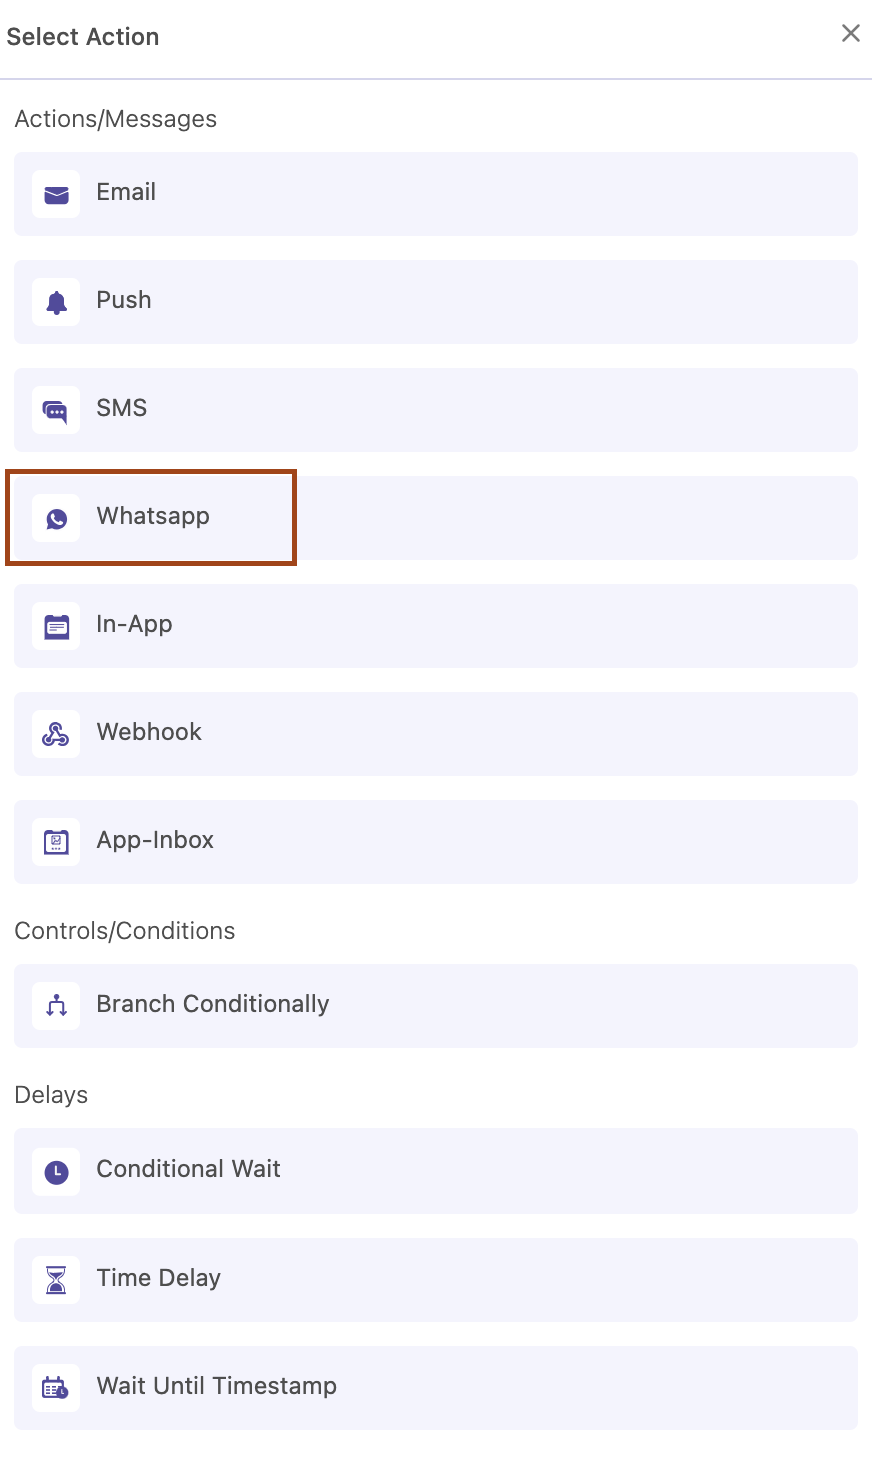 Select Action
Actions/Messages
Email
Push
SMS
Whatsapp
In-App
Webhook
App-Inbox
Controls/Conditions
Branch Conditionally
Delays
Conditional Wait
Time Delay
Wait Until Timestamp